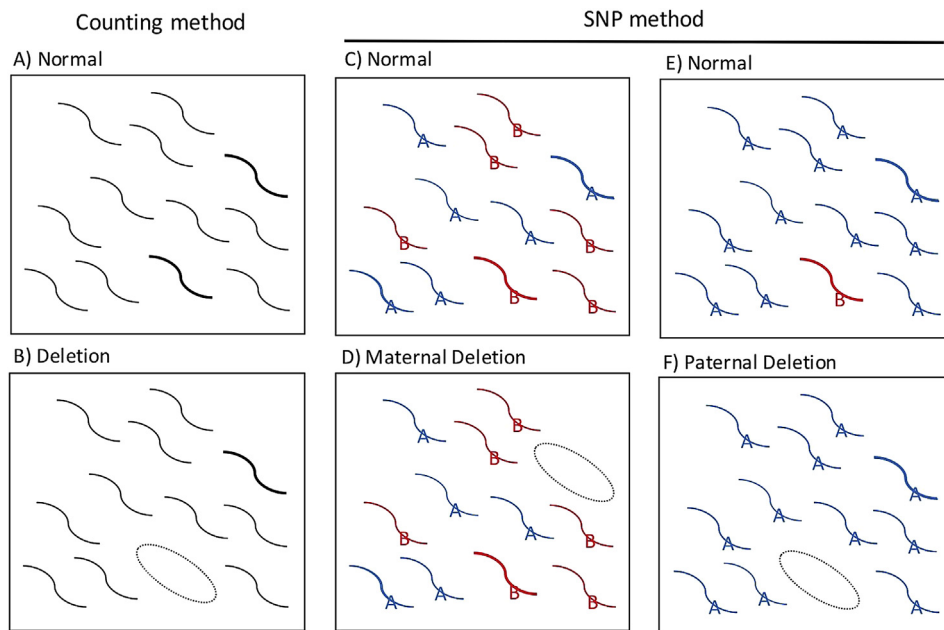 Counting method
SNP method
A) Normal
B) Deletion
C) Normal
A B
B A
A A
B B
A A B B
D) Maternal Deletion
A B
B
A A
B B
A A B B
E) Normal
A A
A A
A A
A A
A A B A
F) Paternal Deletion
A A
A A
A A
A A
A A A